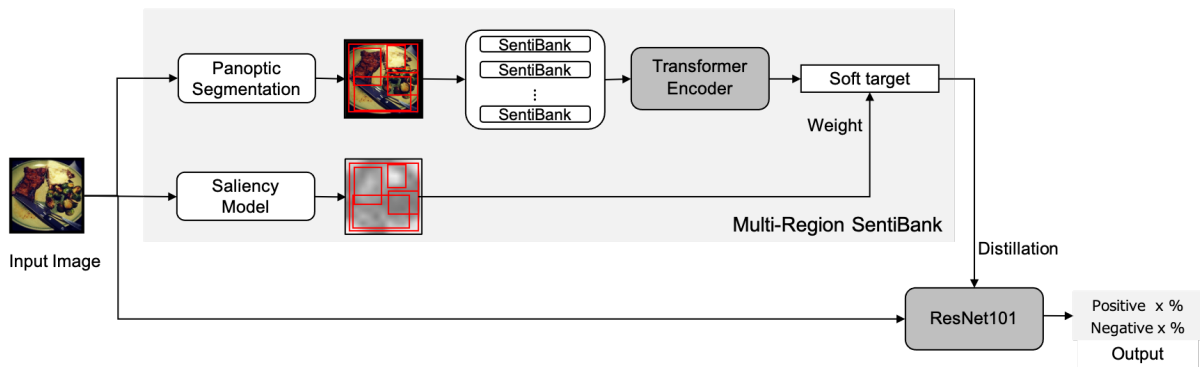 Panoptic
Segmentation
SentiBank
SentiBank
⋮
SentiBank
Transformer
Encoder
Soft target
Weight
Saliency
Model
Multi-Region SentiBank
Input Image
Distillation
ResNet101
Positive x %
Negative x %
Output